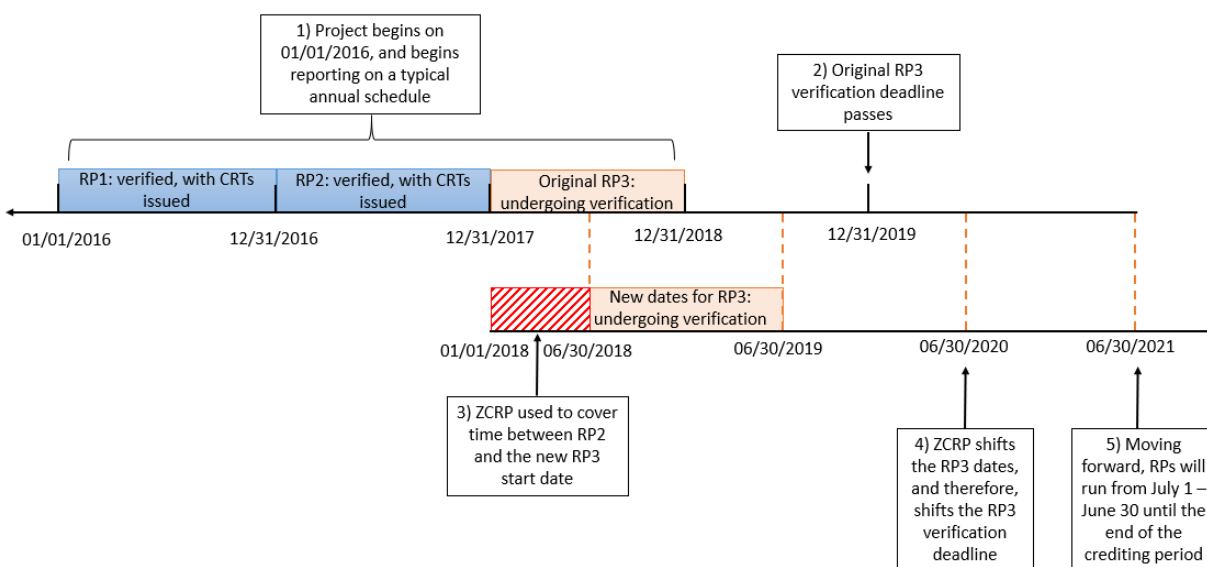 1) Project begins on
01/01/2016, and begins
reporting on a typical
annual schedule
2) Original RP3
verification deadline
passes
RP1: verified, with CRTs
issued
RP2: verified, with CRTs
issued
Original RP3:
undergoing verification
01/01/2016
12/31/2016
12/31/2017
12/31/2018
12/31/2019
New dates for RP3:
undergoing verification
01/01/2018
06/30/2018
06/30/2019
06/30/2020
06/30/2021
3) ZCRP used to cover
time between RP2
and the new RP3
start date
4) ZCRP shifts
the RP3 dates,
and therefore,
shifts the RP3
verification
deadline
5) Moving
forward, RPs will
run from July 1 –
June 30 until the
end of the
crediting period